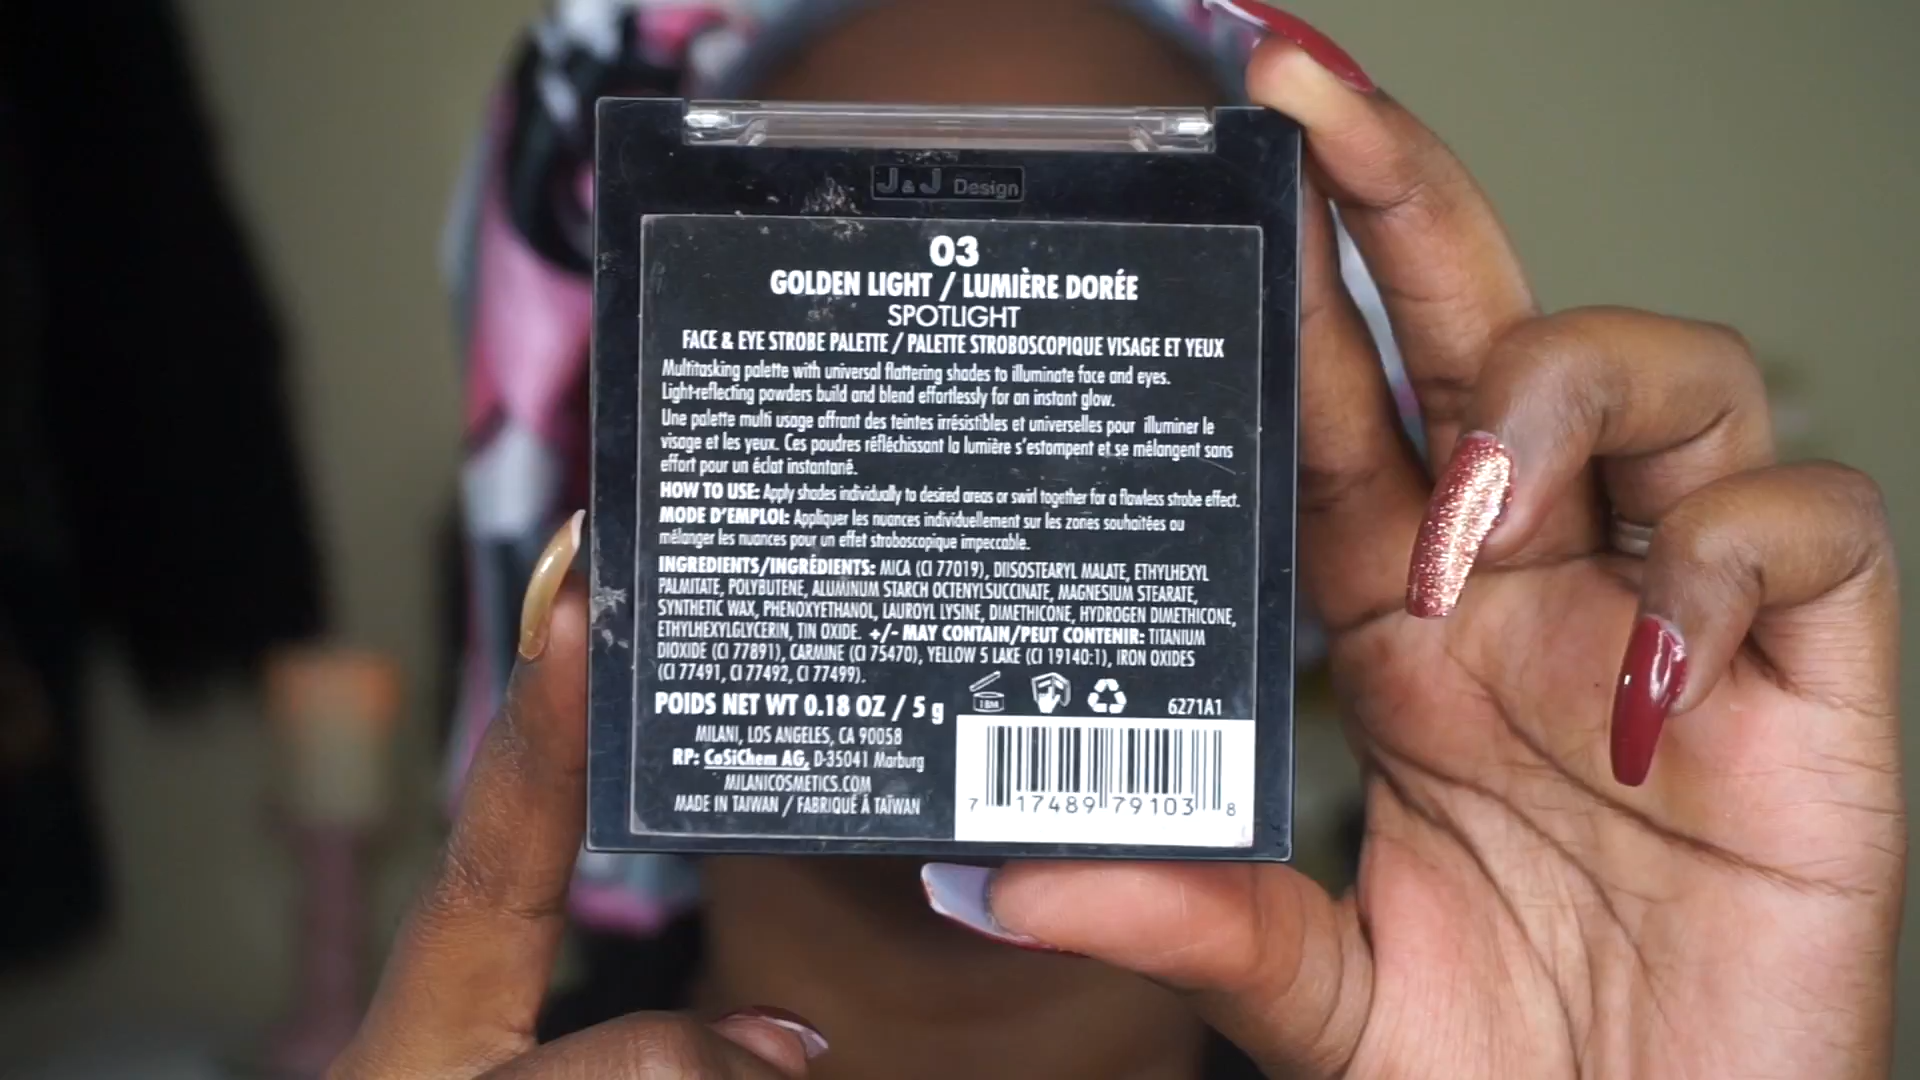 J&J Design
03
GOLDEN LIGHT / LUMIÈRE DORÉE
SPOTLIGHT
FACE & EYE STROBE PALETTE / PALETTE STROBOSCOPIQUE VISAGE ET YEUX
Multitasking palette with universal flattering shades to illuminate face and eyes.
Light-reflecting powders build and blend effortlessly for an instant glow.
Une palette multi usage offrant des teintes irrésistibles et universelles pour illuminer le
visage et les yeux. Ces poudres réfléchissant la lumière s'estompent et se mélangent sans
effort pour un éclat instantané.
HOW TO USE: Apply shades individually to desired areas or swirl together for a flawless strobe effect.
MODE D'EMPLOI: Appliquer les nuances individuellement sur les zones souhaitées ou
mélanger les nuances pour un effet stroboscopique impeccable.
INGREDIENTS/INGRÉDIENTS: MICA (CI 77019), DIISOSTEARYL MALATE, ETHYLHEXYL
PALMITATE, POLYBUTENE, ALUMINUM STARCH OCTENYLSUCCINATE, MAGNESIUM STEARATE,
SYNTHETIC WAX, PHENOXYETHANOL, LAUROYL LYSINE, DIMETHICONE, HYDROGEN DIMETHICONE,
ETHYLHEXYLGLYCERIN, TIN OXIDE. +/- MAY CONTAIN/PEUT CONTENIR: TITANIUM
DIOXIDE (CI 77891), CARMINE (CI 75470), YELLOW 5 LAKE (CI 19140:1), IRON OXIDES
(CI 77491, CI 77492, CI 77499).
18M
POIDS NET WT 0.18 OZ / 5 g
6271A1
MILANI, LOS ANGELES, CA 90058
RP: CoSiChem AG, D-35041 Marburg
MILANICOSMETICS.COM
MADE IN TAIWAN / FABRIQUÉ À TAÏWAN
7 17489 79103 8